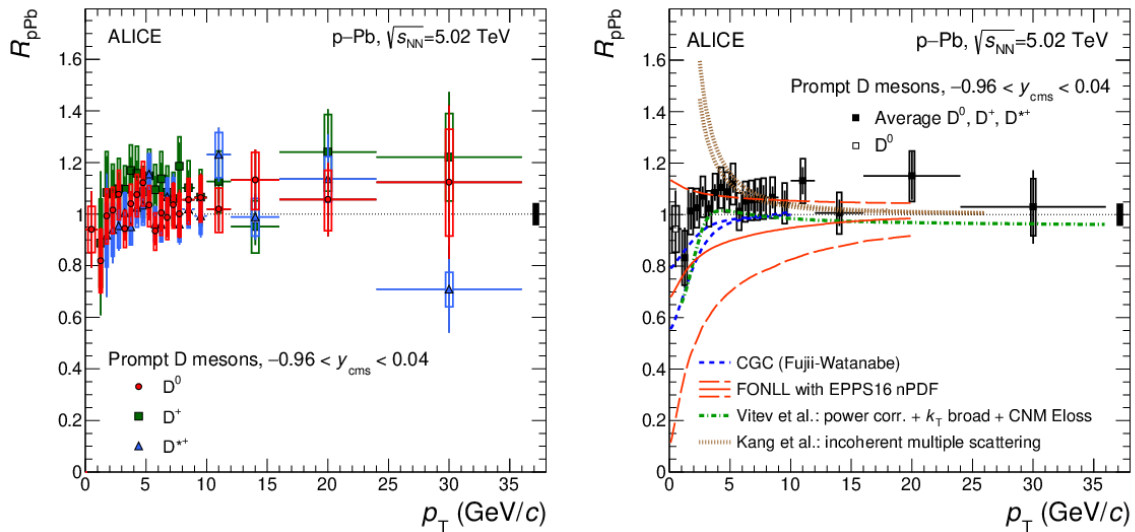 R_pPb
ALICE
p–Pb, √s_NN=5.02 TeV
1.6
1.4
1.2
1
0.8
0.6
0.4
0.2
0
Prompt D mesons, −0.96 < y_cms < 0.04
D^0
D^+
D^*+
0 5 10 15 20 25 30 35
p_T (GeV/c)
R_pPb
ALICE
p–Pb, √s_NN=5.02 TeV
1.8
1.6
1.4
1.2
1
0.8
0.6
0.4
0.2
0
Prompt D mesons, −0.96 < y_cms < 0.04
Average D^0, D^+, D^*+
D^0
CGC (Fujii-Watanabe)
FONLL with EPPS16 nPDF
Vitev et al.: power corr. + k_T broad + CNM Eloss
Kang et al.: incoherent multiple scattering
0 5 10 15 20 25 30 35
p_T (GeV/c)